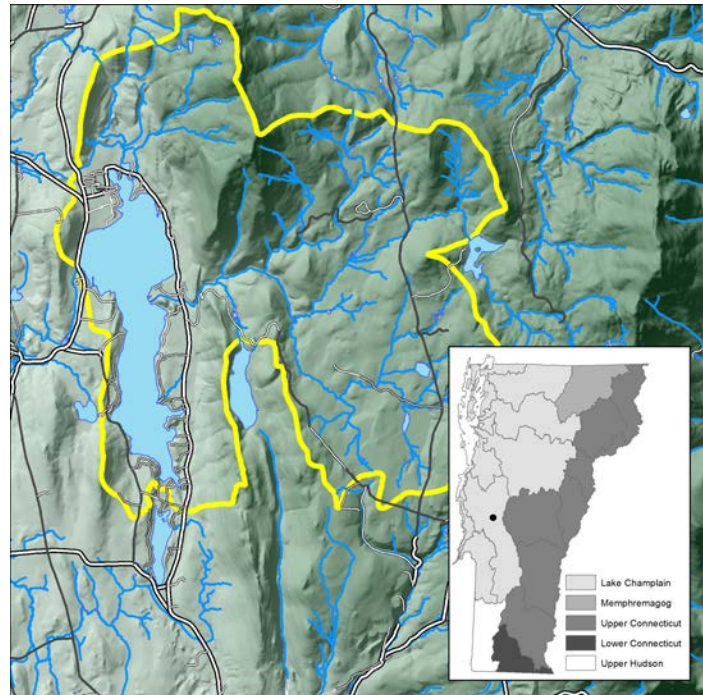 Lake Champlain
Memphremagog
Upper Connecticut
Lower Connecticut
Upper Hudson